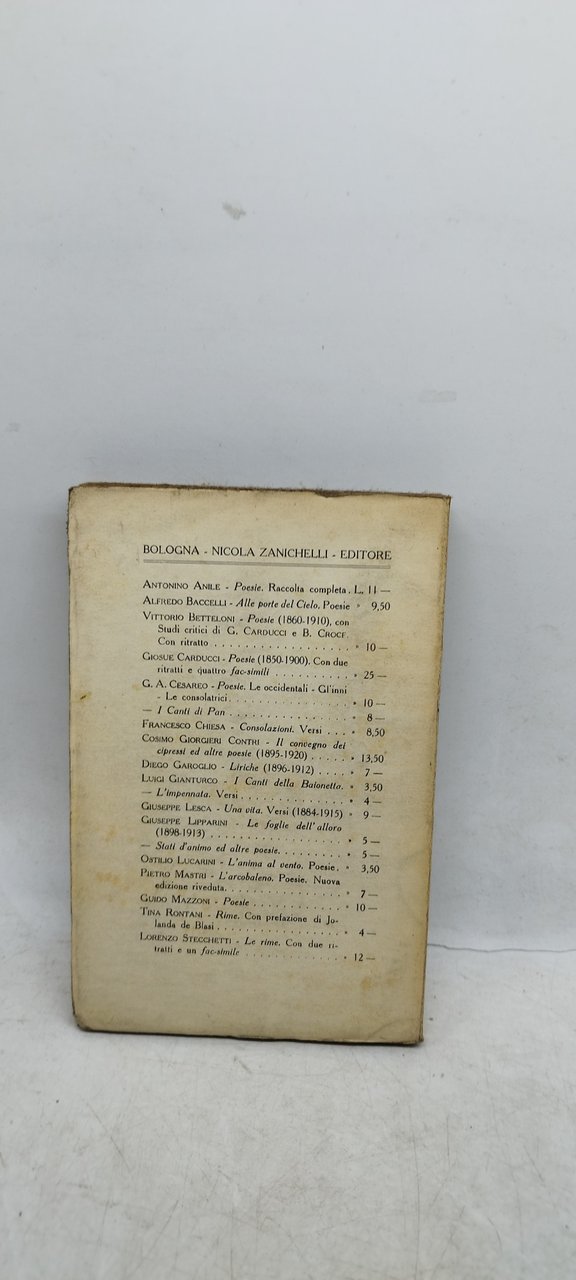 BOLOGNA - NICOLA ZANICHELLI - EDITORE
ANTONINO ANILE - Poesie. Raccolta completa. L. 11 —
ALFREDO BACCELLI - Alle porte del Cielo. Poesie » 9,50
VITTORIO BETTELONI - Poesie (1860-1910), con
Studi critici di G. CARDUCCI e B. CROCE.
Con ritratto . . . . . . . . . . . . . . . . . . . » 10 —
GIOSUE CARDUCCI - Poesie (1850-1900). Con due
ritratti e quattro fac-simili . . . . . . . . . . . » 25 —
G. A. CESAREO - Poesie. Le occidentali - Gl'inni
- Le consolatrici. . . . . . . . . . . . . . . . . » 10 —
— I Canti di Pan . . . . . . . . . . . . . . . . . » 8 —
FRANCESCO CHIESA - Consolazioni. Versi . . . » 8,50
COSIMO GIORGIERI CONTRI - Il convegno dei
cipressi ed altre poesie (1895-1920) . . . . . » 13,50
DIEGO GAROGLIO - Liriche (1896-1912) . . . . » 7 —
LUIGI GIANTURCO - I Canti della Baionetta. » 3,50
— L'impennata. Versi . . . . . . . . . . . . . . » 4 —
GIUSEPPE LESCA - Una vita. Versi (1884-1915) » 9 —
GIUSEPPE LIPPARINI - Le foglie dell'alloro
(1898-1913) . . . . . . . . . . . . . . . . . . . » 5 —
— Stati d'animo ed altre poesie. . . . . . . . . » 5 —
OSTILIO LUCARINI - L'anima al vento. Poesie. » 3,50
PIETRO MASTRI - L'arcobaleno. Poesie. Nuova
edizione riveduta. . . . . . . . . . . . . . . . . » 7 —
GUIDO MAZZONI - Poesie . . . . . . . . . . . . . » 10 —
TINA RONTANI - Rime. Con prefazione di Jo-
landa de Blasi . . . . . . . . . . . . . . . . . . » 4 —
LORENZO STECCHETTI - Le rime. Con due ri-
tratti e un fac-simile . . . . . . . . . . . . . . » 12 —